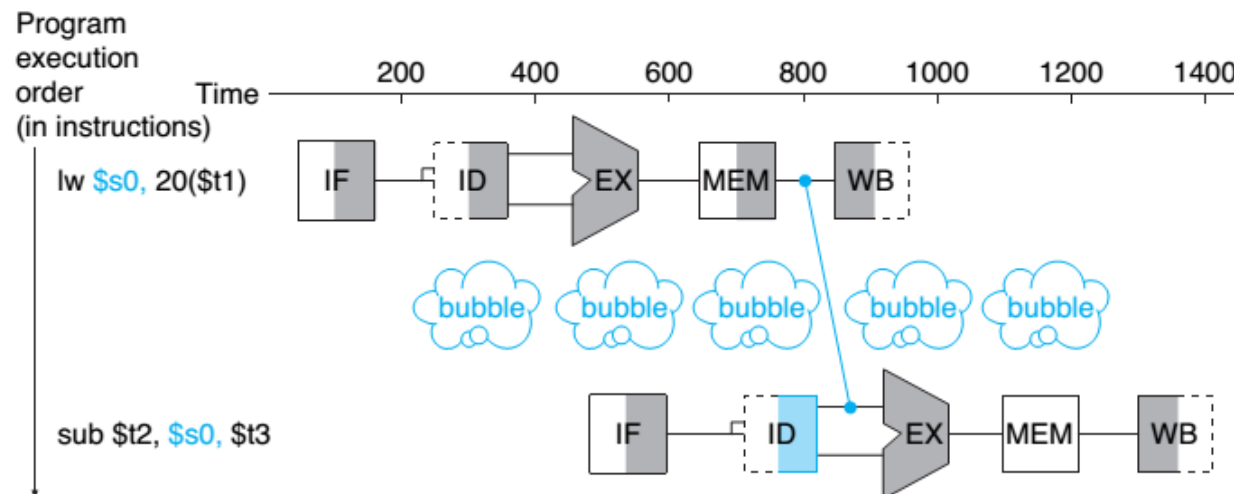 Program
execution
order
(in instructions)
Time
200 400 600 800 1000 1200 1400
lw $s0, 20($t1)
IF ID EX MEM WB
bubble bubble bubble bubble bubble
sub $t2, $s0, $t3
IF ID EX MEM WB